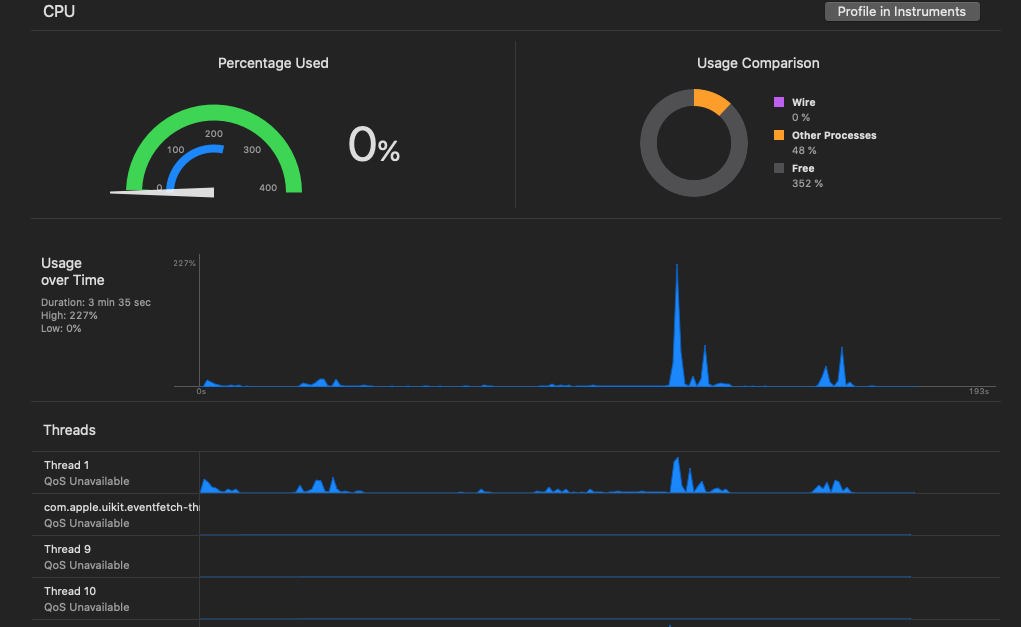 CPU
Profile in Instruments
Percentage Used
0
100
200
300
400
0%
Usage Comparison
Wire
0 %
Other Processes
48 %
Free
352 %
Usage
over Time
Duration: 3 min 35 sec
High: 227%
Low: 0%
227%
0s
193s
Threads
Thread 1
QoS Unavailable
com.apple.uikit.eventfetch-thr
QoS Unavailable
Thread 9
QoS Unavailable
Thread 10
QoS Unavailable